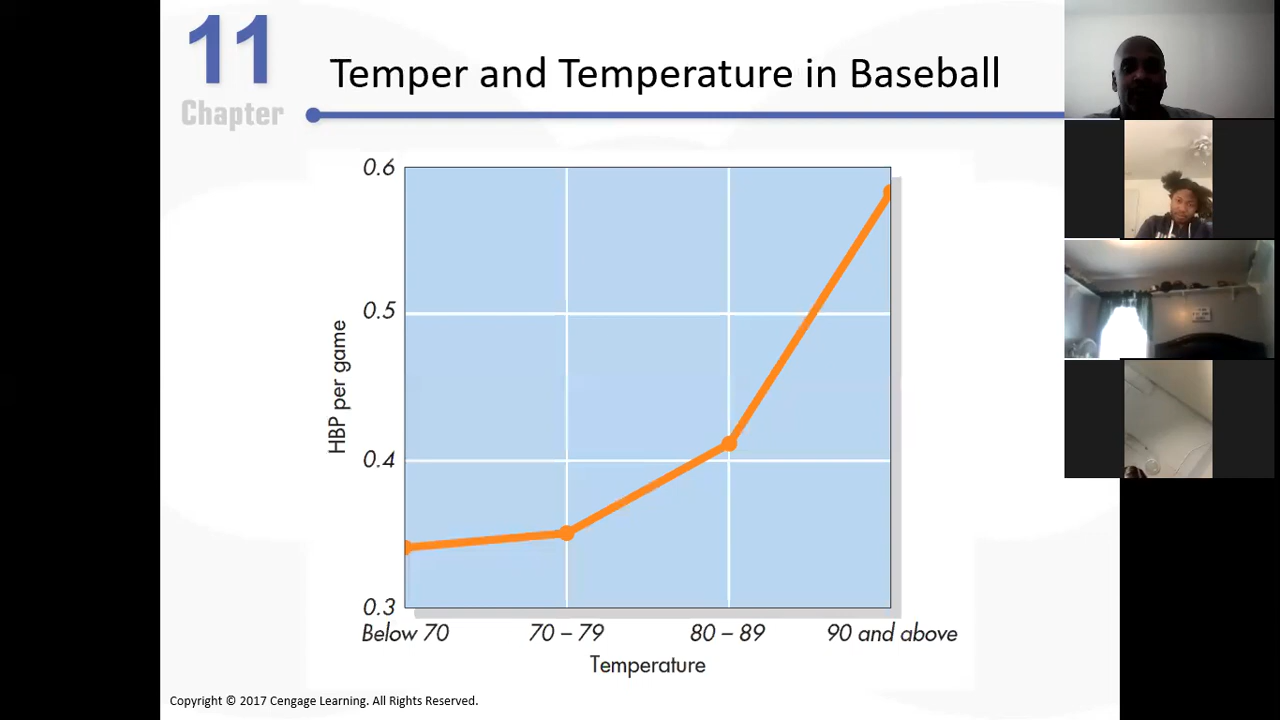 11
Chapter
Temper and Temperature in Baseball
0.6
0.5
0.4
0.3
HBP per game
Below 70 70 – 79 80 – 89 90 and above
Temperature
Copyright © 2017 Cengage Learning. All Rights Reserved.